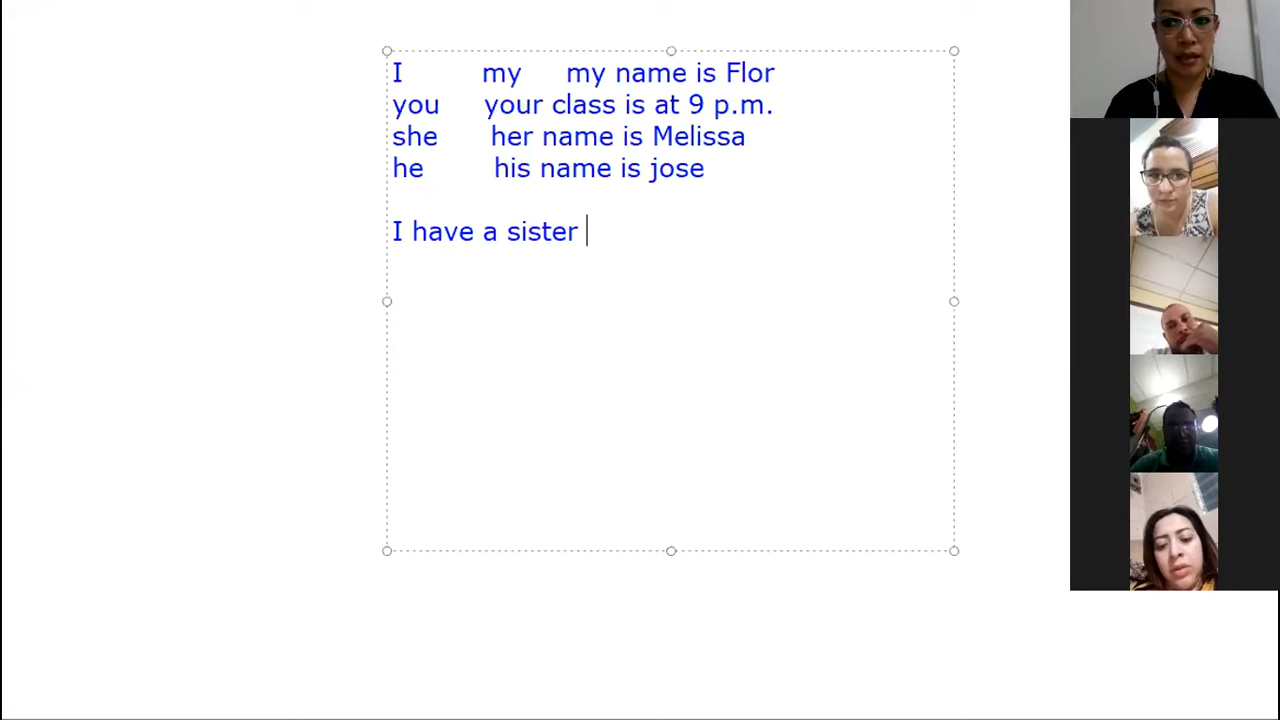 I my my name is Flor
you your class is at 9 p.m.
she her name is Melissa
he his name is jose
I have a sister